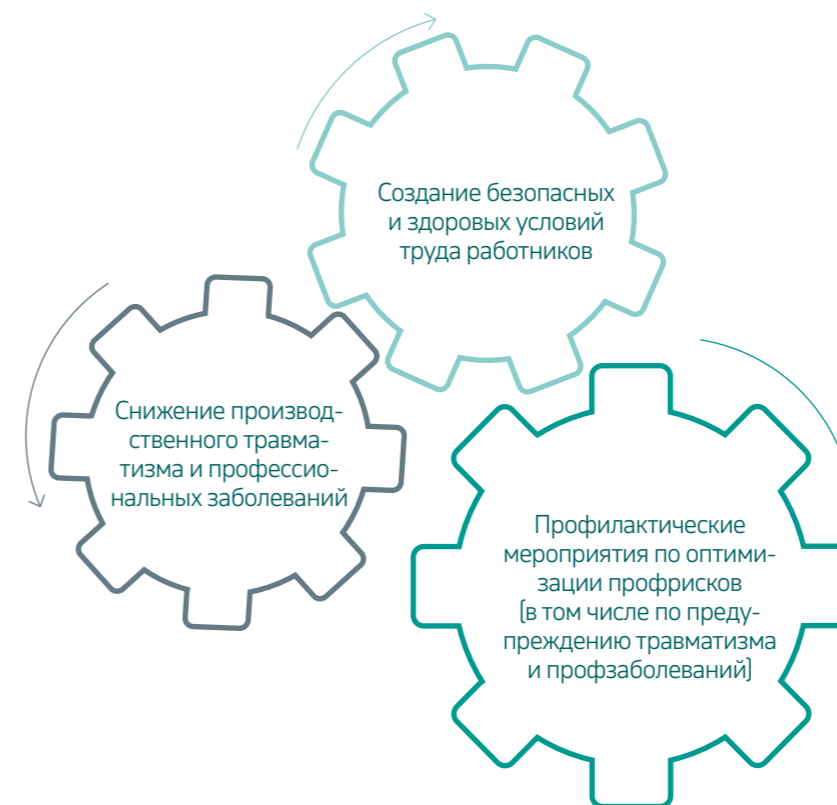 Создание безопасных
и здоровых условий
труда работников
Снижение производ-
ственного травма-
тизма и профессио-
нальных заболеваний
Профилактические
мероприятия по оптими-
зации профрисков
(в том числе по преду-
преждению травматизма
и профзаболеваний)